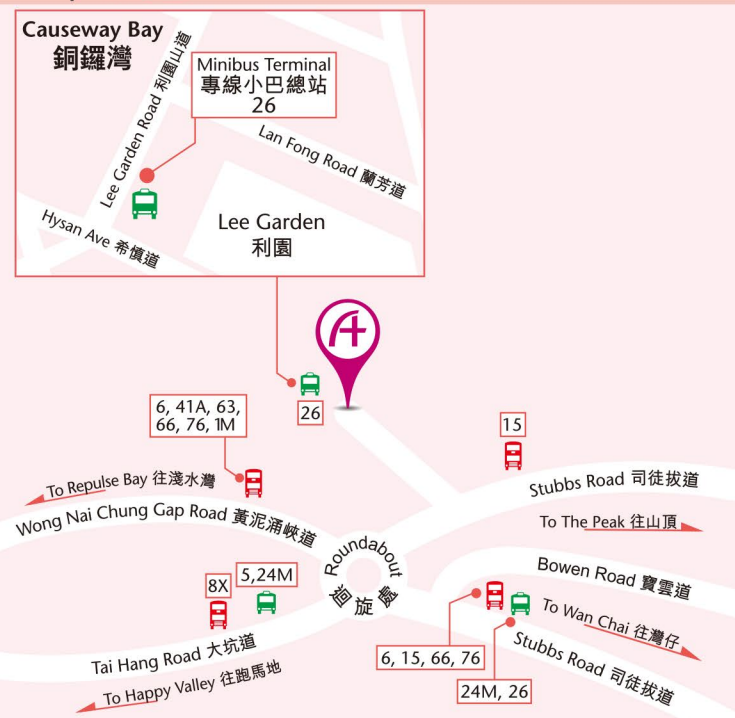 Causeway Bay
銅鑼灣
Minibus Terminal
專線小巴總站
26
Lee Garden Road 利園山道
Lan Fong Road 蘭芳道
Hysan Ave 希慎道
Lee Garden
利園
26
6, 41A, 63,
66, 76, 1M
15
To Repulse Bay 往淺水灣
Wong Nai Chung Gap Road 黃泥涌峽道
Stubbs Road 司徒拔道
To The Peak 往山頂
Roundabout
迴旋處
Bowen Road 寶雲道
8X
5,24M
To Wan Chai 往灣仔
Stubbs Road 司徒拔道
6, 15, 66, 76
24M, 26
Tai Hang Road 大坑道
To Happy Valley 往跑馬地